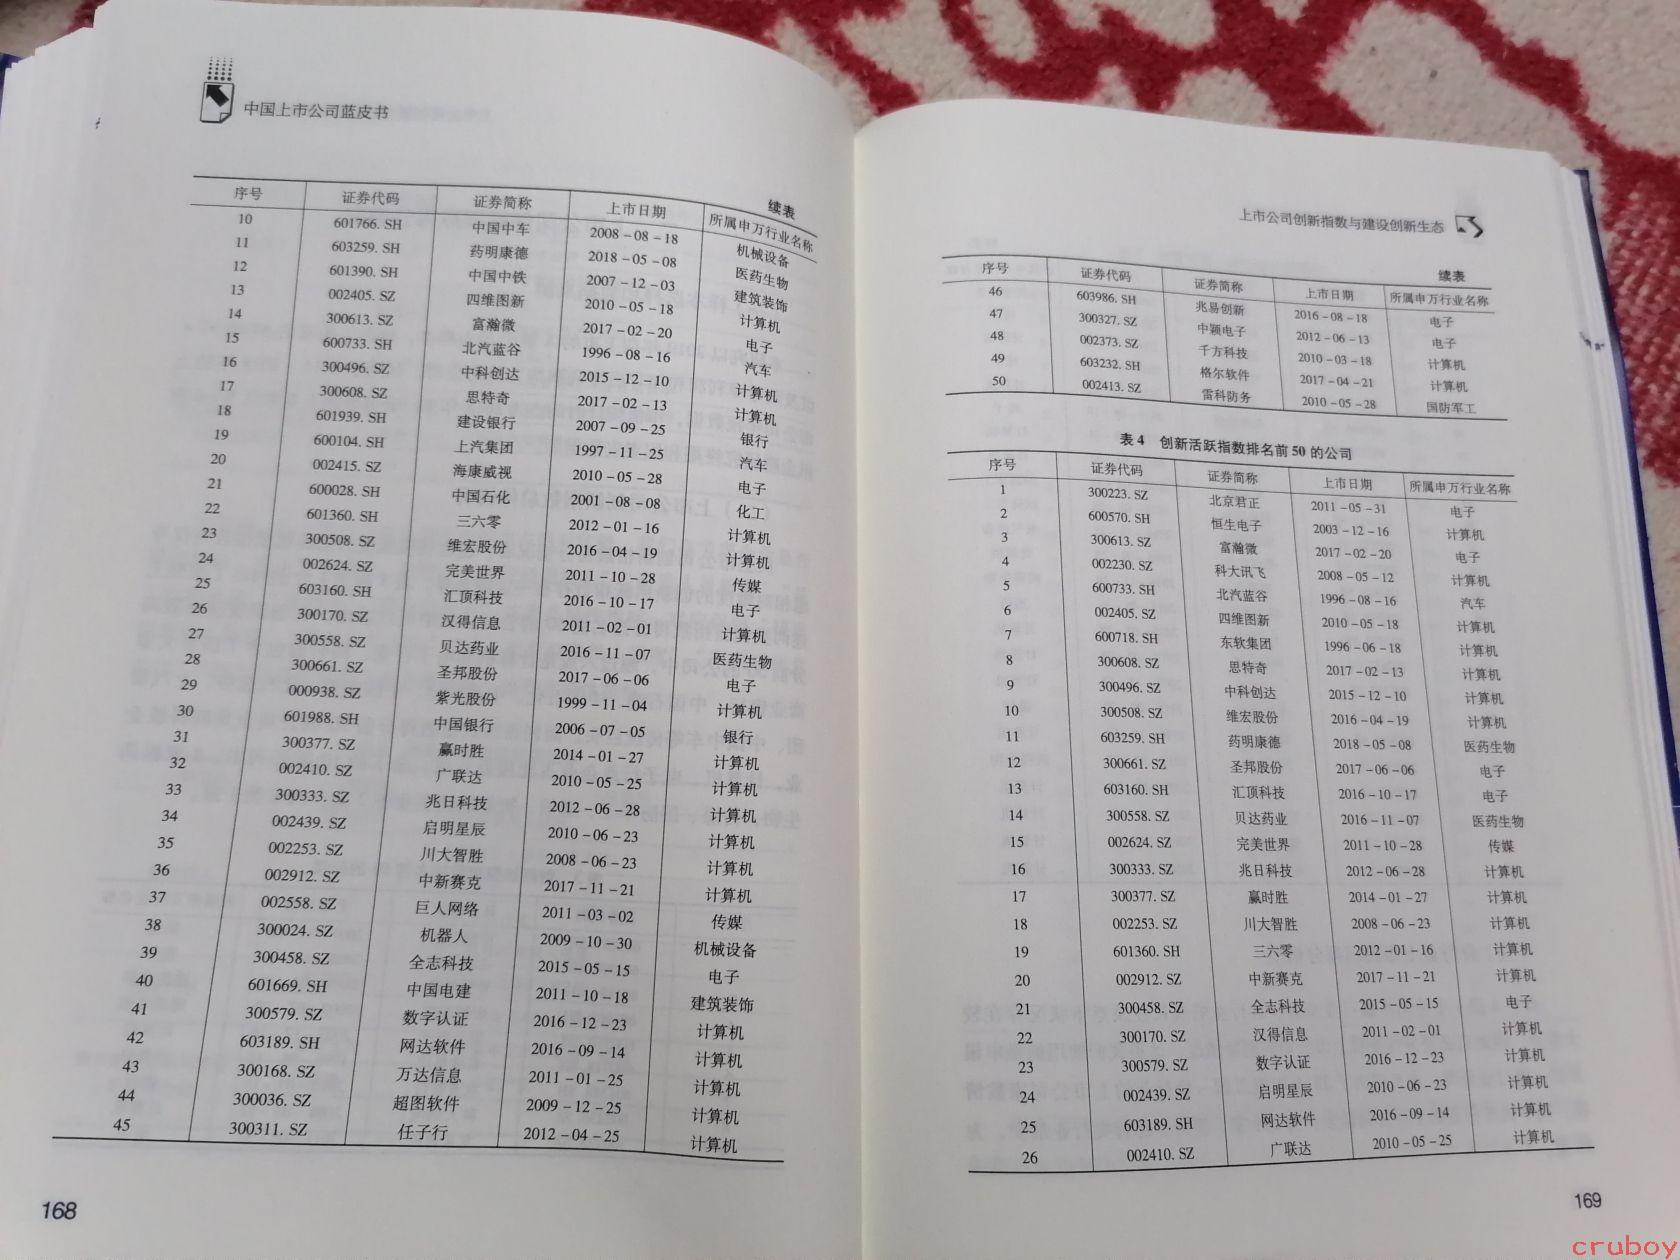 中国上市公司蓝皮书
续表
序号 证券代码 证券简称 上市日期 所属申万行业名称
10 601766. SH 中国中车 2008-08-18 机械设备
11 603259. SH 药明康德 2018-05-08 医药生物
12 601390. SH 中国中铁 2007-12-03 建筑装饰
13 002405. SZ 四维图新 2010-05-18 计算机
14 300613. SZ 富瀚微 2017-02-20 电子
15 600733. SH 北汽蓝谷 1996-08-16 汽车
16 300496. SZ 中科创达 2015-12-10 计算机
17 300608. SZ 思特奇 2017-02-13 计算机
18 601939. SH 建设银行 2007-09-25 银行
19 600104. SH 上汽集团 1997-11-25 汽车
20 002415. SZ 海康威视 2010-05-28 电子
21 600028. SH 中国石化 2001-08-08 化工
22 601360. SH 三六零 2012-01-16 计算机
23 300508. SZ 维宏股份 2016-04-19 计算机
24 002624. SZ 完美世界 2011-10-28 传媒
25 603160. SH 汇顶科技 2016-10-17 电子
26 300170. SZ 汉得信息 2011-02-01 计算机
27 300558. SZ 贝达药业 2016-11-07 医药生物
28 300661. SZ 圣邦股份 2017-06-06 电子
29 000938. SZ 紫光股份 1999-11-04 计算机
30 601988. SH 中国银行 2006-07-05 银行
31 300377. SZ 赢时胜 2014-01-27 计算机
32 002410. SZ 广联达 2010-05-25 计算机
33 300333. SZ 兆日科技 2012-06-28 计算机
34 002439. SZ 启明星辰 2010-06-23 计算机
35 002253. SZ 川大智胜 2008-06-23 计算机
36 002912. SZ 中新赛克 2017-11-21 计算机
37 002558. SZ 巨人网络 2011-03-02 传媒
38 300024. SZ 机器人 2009-10-30 机械设备
39 300458. SZ 全志科技 2015-05-15 电子
40 601669. SH 中国电建 2011-10-18 建筑装饰
41 300579. SZ 数字认证 2016-12-23 计算机
42 603189. SH 网达软件 2016-09-14 计算机
43 300168. SZ 万达信息 2011-01-25 计算机
44 300036. SZ 超图软件 2009-12-25 计算机
45 300311. SZ 任子行 2012-04-25 计算机
168
上市公司创新指数与建设创新生态
续表
序号 证券代码 证券简称 上市日期 所属申万行业名称
46 603986. SH 兆易创新 2016-08-18 电子
47 300327. SZ 中颖电子 2012-06-13 电子
48 002373. SZ 千方科技 2010-03-18 计算机
49 603232. SH 格尔软件 2017-04-21 计算机
50 002413. SZ 雷科防务 2010-05-28 国防军工
表4 创新活跃指数排名前50的公司
序号 证券代码 证券简称 上市日期 所属申万行业名称
1 300223. SZ 北京君正 2011-05-31 电子
2 600570. SH 恒生电子 2003-12-16 计算机
3 300613. SZ 富瀚微 2017-02-20 电子
4 002230. SZ 科大讯飞 2008-05-12 计算机
5 600733. SH 北汽蓝谷 1996-08-16 汽车
6 002405. SZ 四维图新 2010-05-18 计算机
7 600718. SH 东软集团 1996-06-18 计算机
8 300608. SZ 思特奇 2017-02-13 计算机
9 300496. SZ 中科创达 2015-12-10 计算机
10 300508. SZ 维宏股份 2016-04-19 计算机
11 603259. SH 药明康德 2018-05-08 医药生物
12 300661. SZ 圣邦股份 2017-06-06 电子
13 603160. SH 汇顶科技 2016-10-17 电子
14 300558. SZ 贝达药业 2016-11-07 医药生物
15 002624. SZ 完美世界 2011-10-28 传媒
16 300333. SZ 兆日科技 2012-06-28 计算机
17 300377. SZ 赢时胜 2014-01-27 计算机
18 002253. SZ 川大智胜 2008-06-23 计算机
19 601360. SH 三六零 2012-01-16 计算机
20 002912. SZ 中新赛克 2017-11-21 计算机
21 300458. SZ 全志科技 2015-05-15 电子
22 300170. SZ 汉得信息 2011-02-01 计算机
23 300579. SZ 数字认证 2016-12-23 计算机
24 002439. SZ 启明星辰 2010-06-23 计算机
25 603189. SH 网达软件 2016-09-14 计算机
26 002410. SZ 广联达 2010-05-25 计算机
169
cruboy